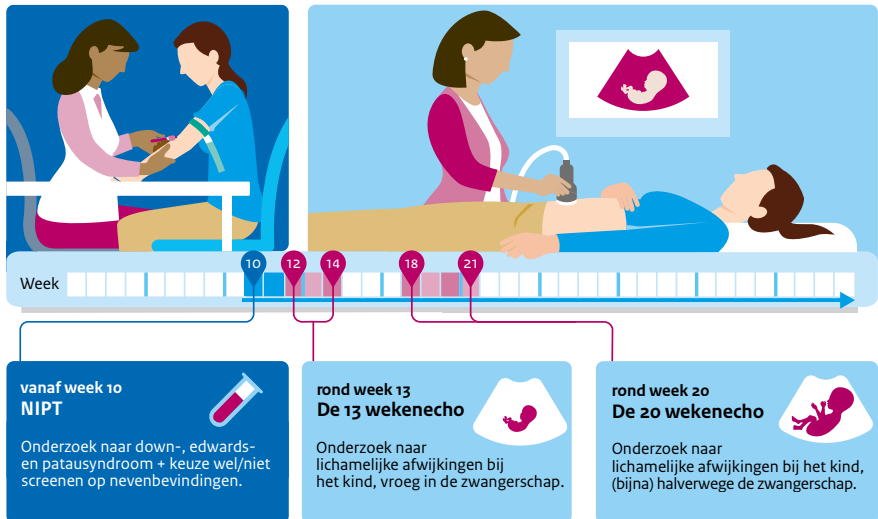 10
12
14
18
21
Week
vanaf week 10
NIPT
Onderzoek naar down-, edwards-
en patausyndroom + keuze wel/niet
screenen op nevenbevindingen.
rond week 13
De 13 wekenecho
Onderzoek naar
lichamelijke afwijkingen bij
het kind, vroeg in de zwangerschap.
rond week 20
De 20 wekenecho
Onderzoek naar
lichamelijke afwijkingen bij het kind,
(bijna) halverwege de zwangerschap.